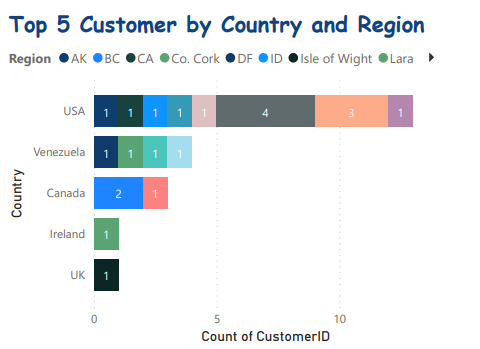 Top 5 Customer by Country and Region
Region AK BC CA Co. Cork DF ID Isle of Wight Lara
USA 1 1 1 1 1 4 3 1
Venezuela 1 1 1 1
Canada 2 1
Ireland 1
UK 1
Country
0 5 10
Count of CustomerID